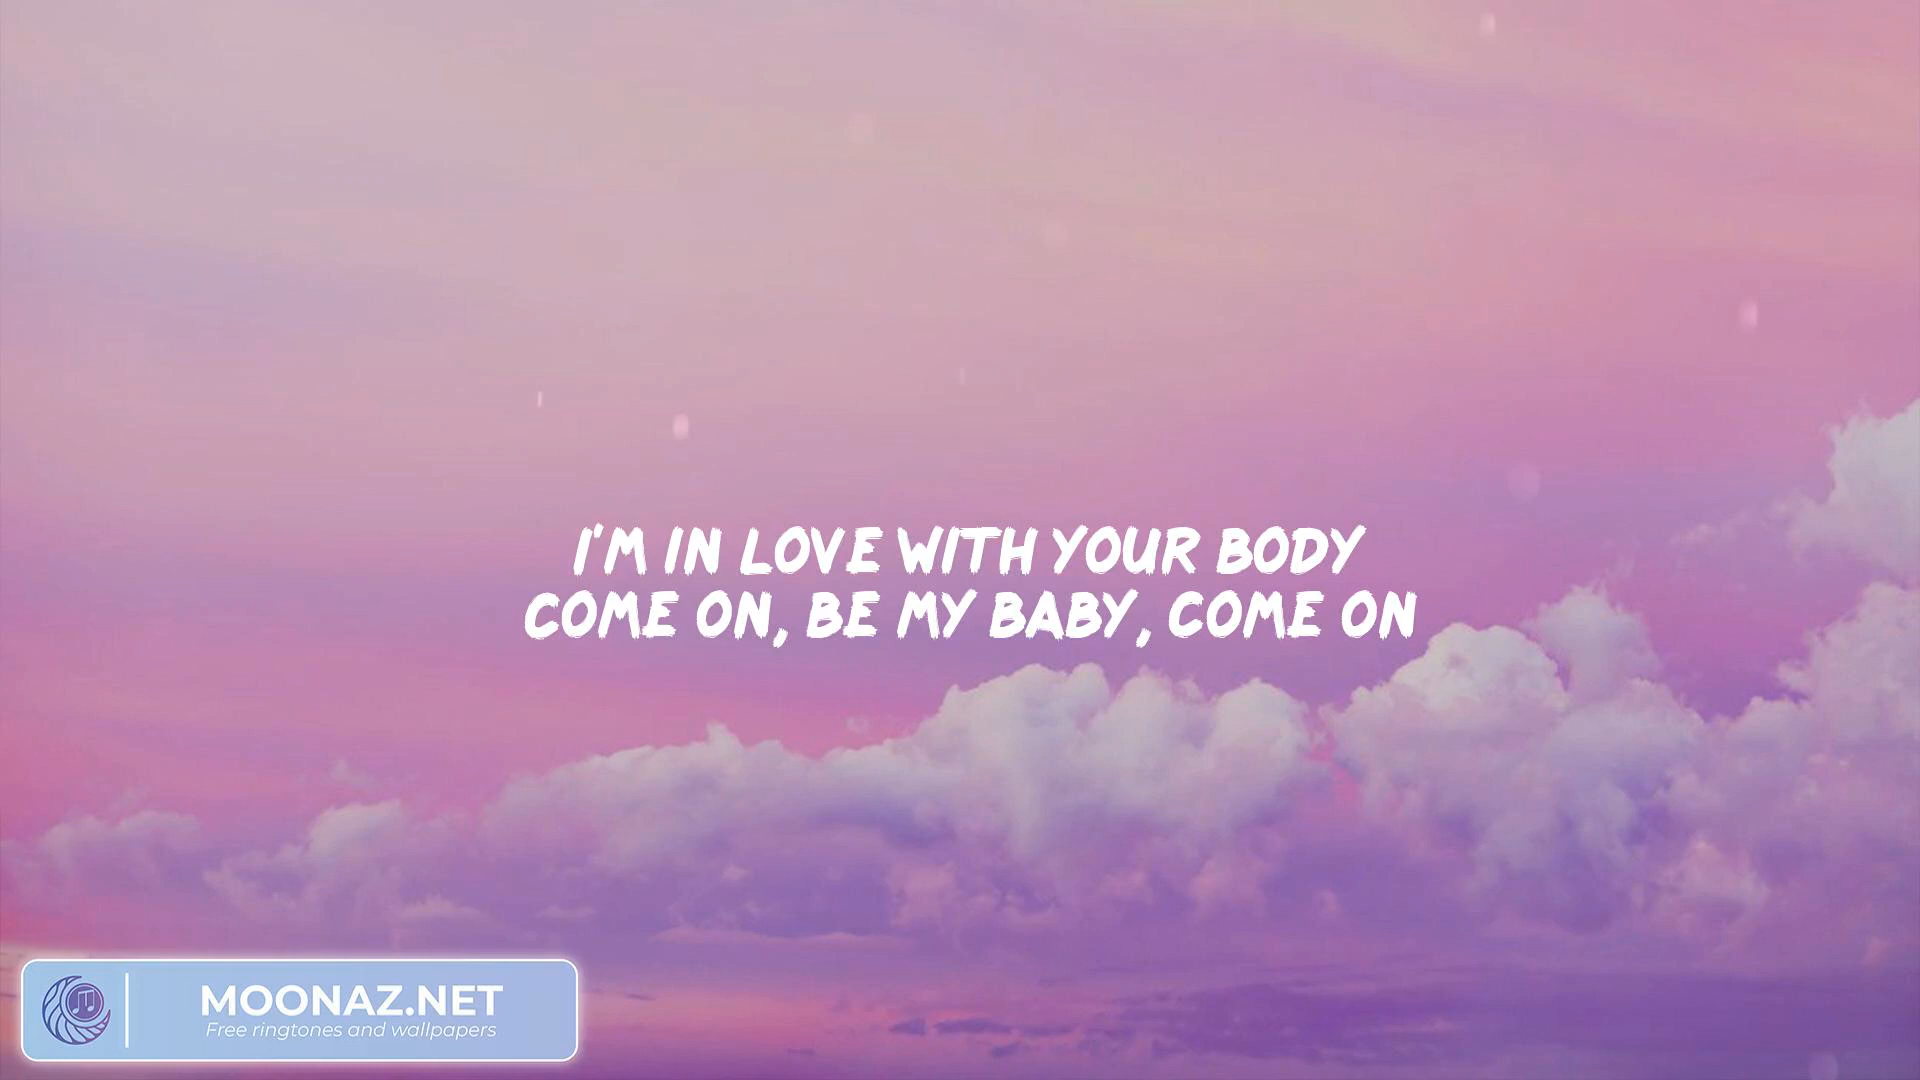 I'M IN LOVE WITH YOUR BODY
COME ON, BE MY BABY, COME ON
MOONAZ.NET
Free ringtones and wallpapers